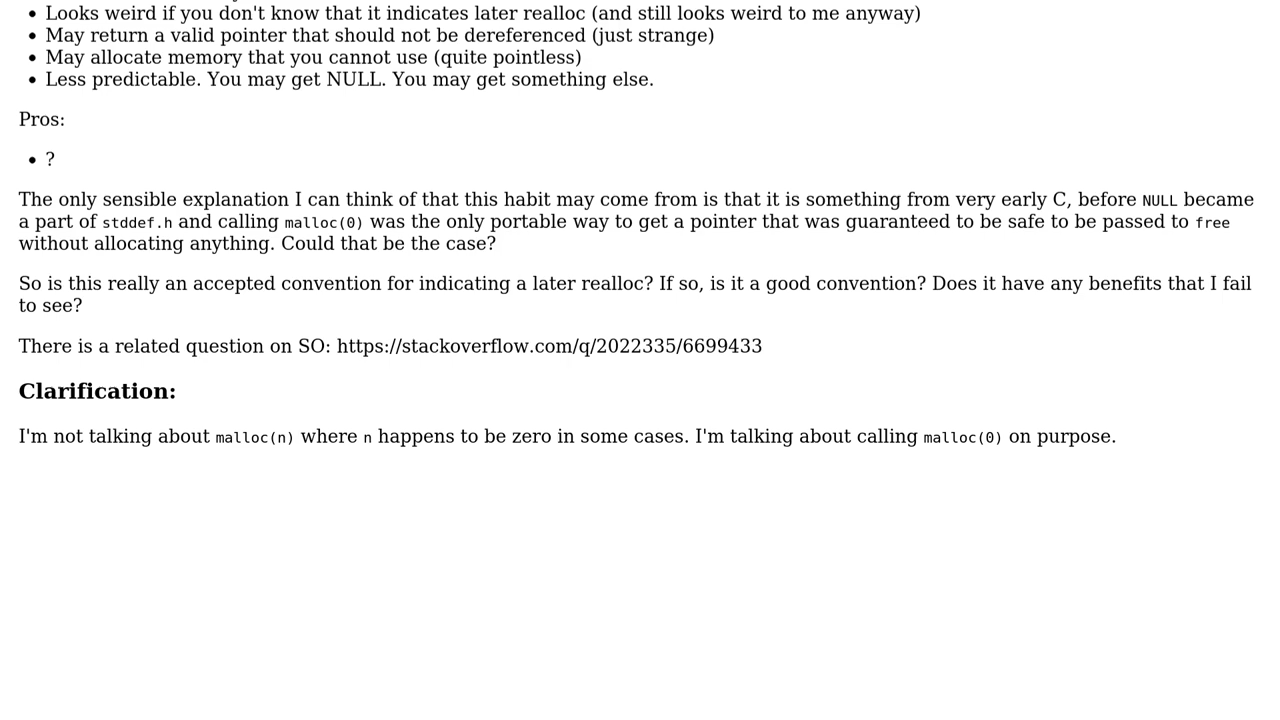 Looks weird if you don't know that it indicates later realloc (and still looks weird to me anyway)
May return a valid pointer that should not be dereferenced (just strange)
May allocate memory that you cannot use (quite pointless)
Less predictable. You may get NULL. You may get something else.
Pros:
?
The only sensible explanation I can think of that this habit may come from is that it is something from very early C, before NULL became
a part of stddef.h and calling malloc(0) was the only portable way to get a pointer that was guaranteed to be safe to be passed to free
without allocating anything. Could that be the case?
So is this really an accepted convention for indicating a later realloc? If so, is it a good convention? Does it have any benefits that I fail
to see?
There is a related question on SO: https://stackoverflow.com/q/2022335/6699433
Clarification:
I'm not talking about malloc(n) where n happens to be zero in some cases. I'm talking about calling malloc(0) on purpose.